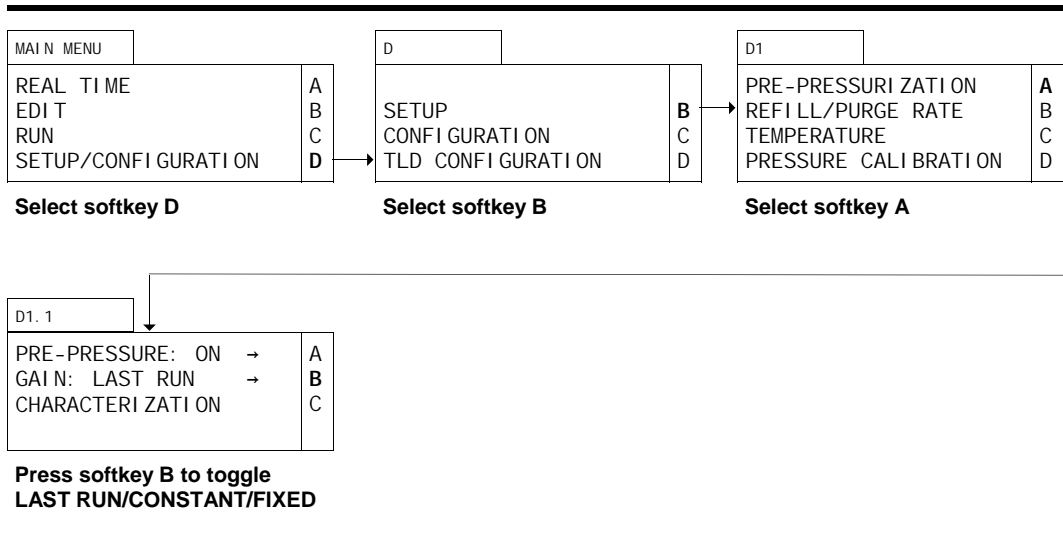 MAIN MENU
REAL TIME A
EDIT B
RUN C
SETUP/CONFIGURATION D
Select softkey D
D
SETUP B
CONFIGURATION C
TLD CONFIGURATION D
Select softkey B
D1
PRE-PRESSURIZATION A
REFILL/PURGE RATE B
TEMPERATURE C
PRESSURE CALIBRATION D
Select softkey A
D1.1
PRE-PRESSURE: ON → A
GAIN: LAST RUN → B
CHARACTERIZATION C
Press softkey B to toggle
LAST RUN/CONSTANT/FIXED